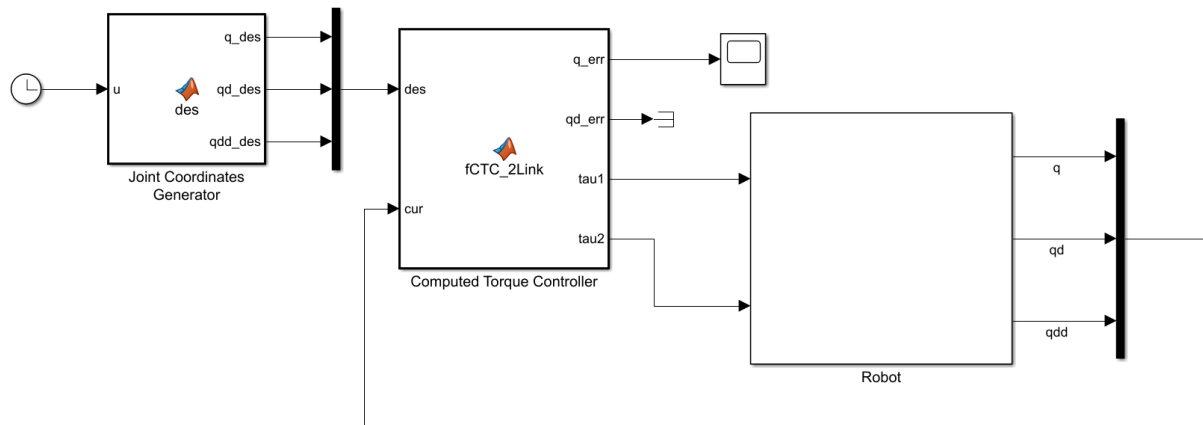 u
des
q_des
qd_des
qdd_des
Joint Coordinates
Generator
des
cur
fCTC_2Link
q_err
qd_err
tau1
tau2
Computed Torque Controller
Robot
q
qd
qdd